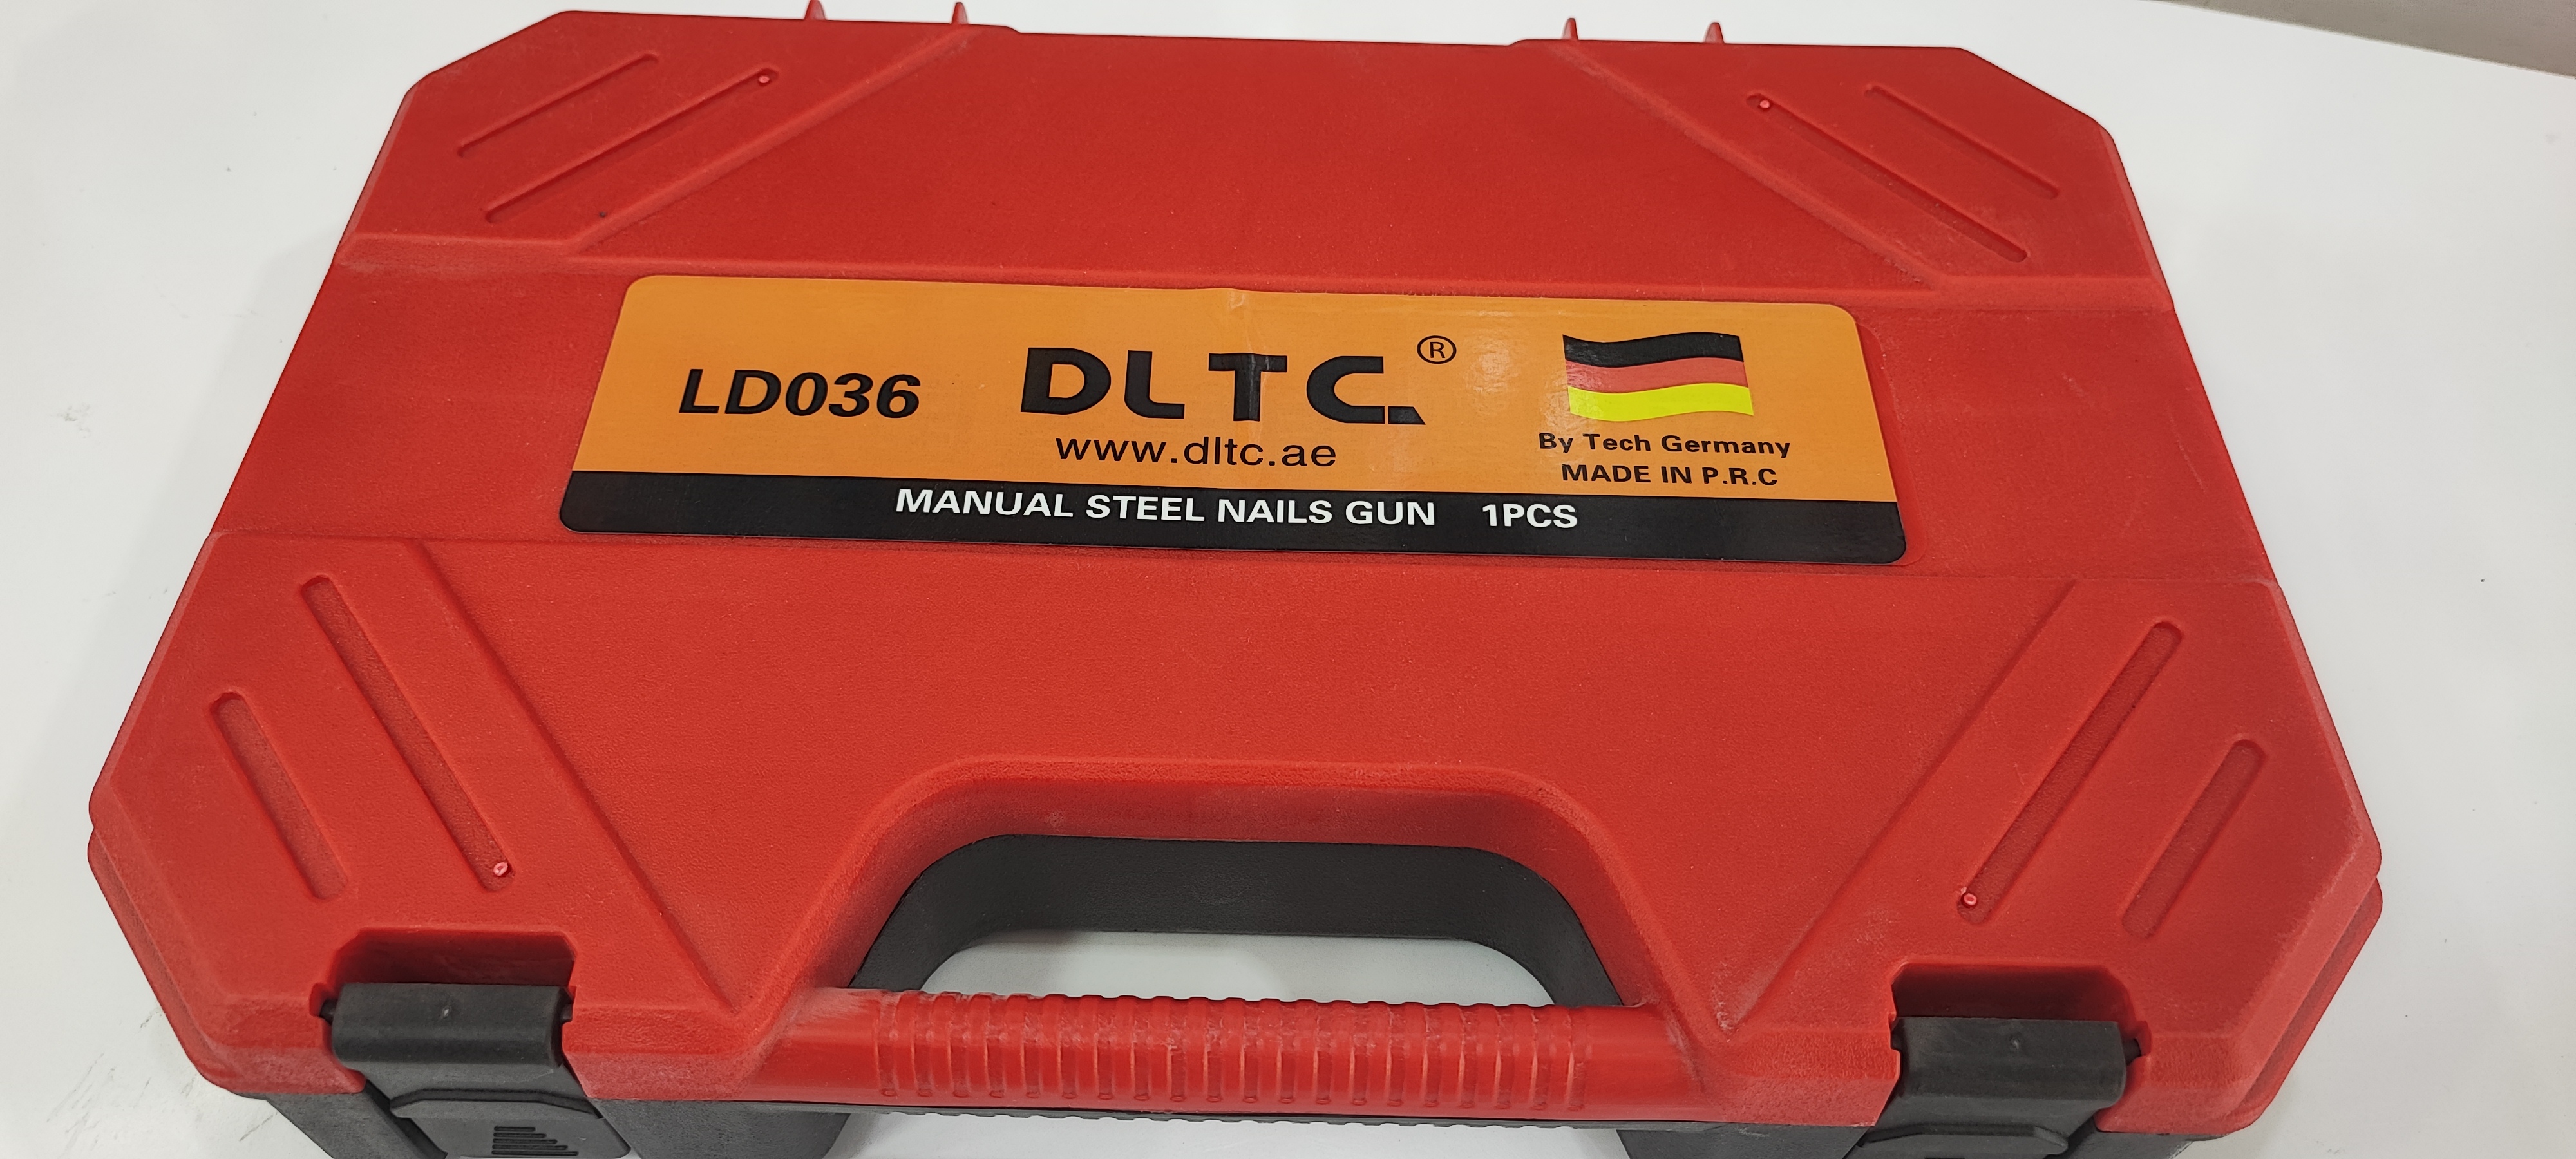 LD036
DLTC®
www.dltc.ae
By Tech Germany
MADE IN P.R.C
MANUAL STEEL NAILS GUN 1PCS